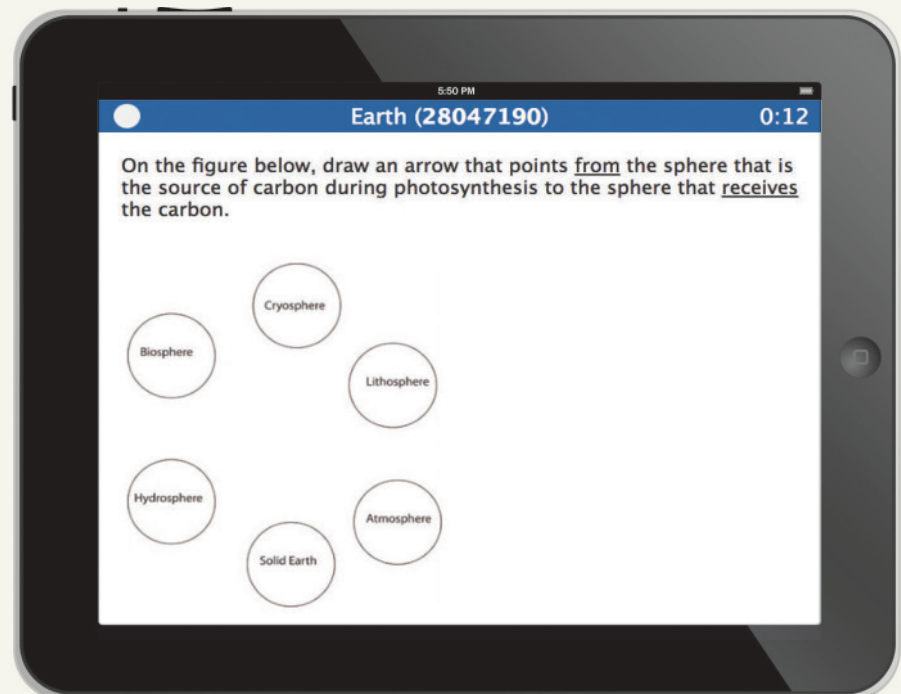 5:50 PM
Earth (28047190)
0:12
On the figure below, draw an arrow that points from the sphere that is
the source of carbon during photosynthesis to the sphere that receives
the carbon.
Cryosphere
Biosphere
Lithosphere
Hydrosphere
Atmosphere
Solid Earth